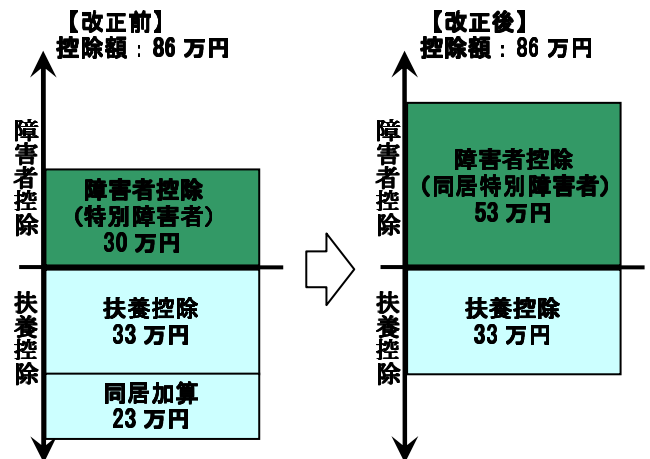 【改正前】
控除額：86 万円
障害者控除
障害者控除
（特別障害者）
30 万円
扶養控除
扶養控除
33 万円
同居加算
23 万円
【改正後】
控除額：86 万円
障害者控除
障害者控除
（同居特別障害者）
53 万円
扶養控除
扶養控除
33 万円